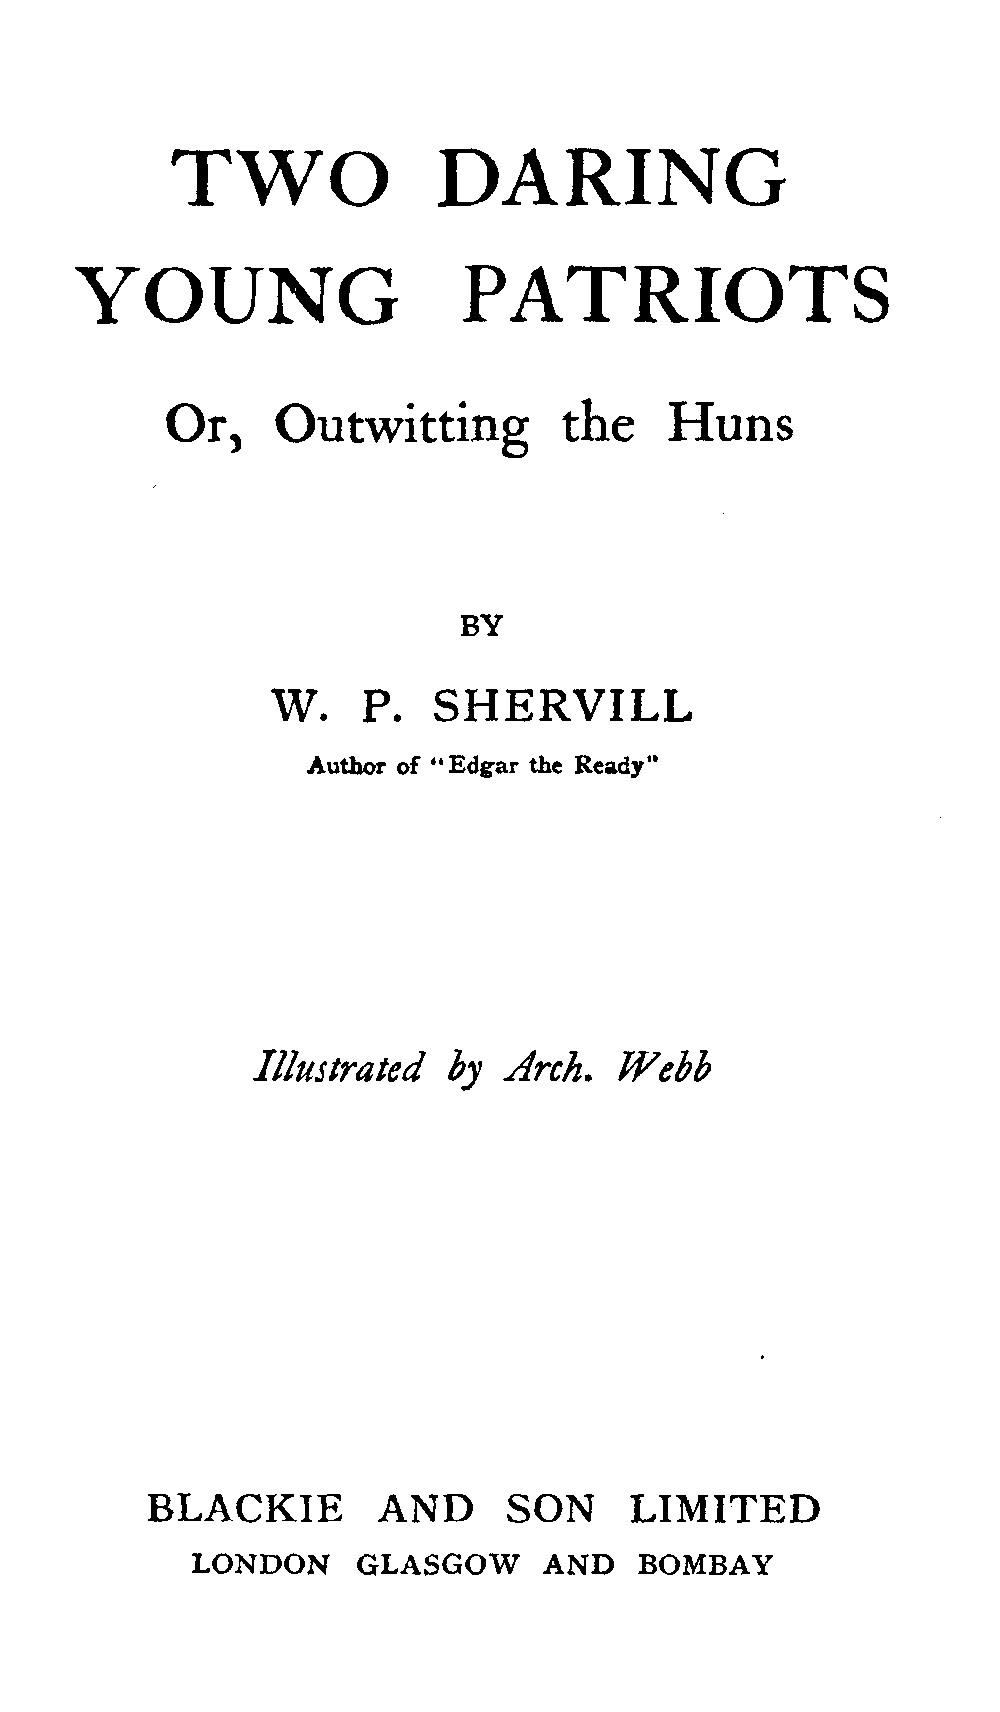 TWO DARING
YOUNG PATRIOTS
Or, Outwitting the Huns
BY
W. P. SHERVILL
Author of "Edgar the Ready"
Illustrated by Arch. Webb
BLACKIE AND SON LIMITED
LONDON GLASGOW AND BOMBAY